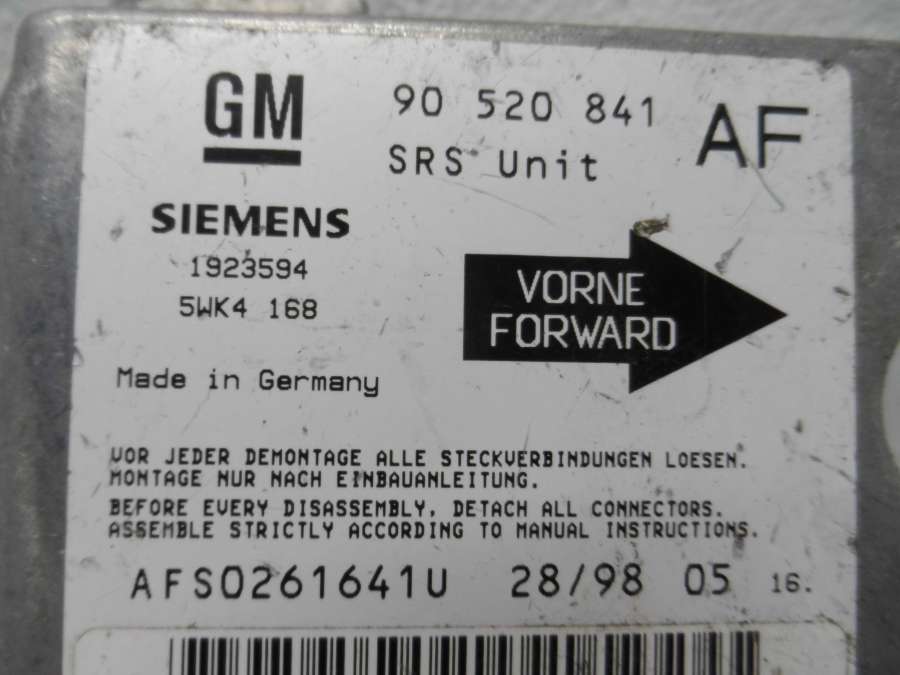 GM
90 520 841
AF
SRS Unit
SIEMENS
1923594
5WK4 168
VORNE
FORWARD
Made in Germany
VOR JEDER DEMONTAGE ALLE STECKVERBINDUNGEN LOESEN.
MONTAGE NUR NACH EINBAUANLEITUNG.
BEFORE EVERY DISASSEMBLY, DETACH ALL CONNECTORS.
ASSEMBLE STRICTLY ACCORDING TO MANUAL INSTRUCTIONS.
AFS0261641U 28/98 05 16.